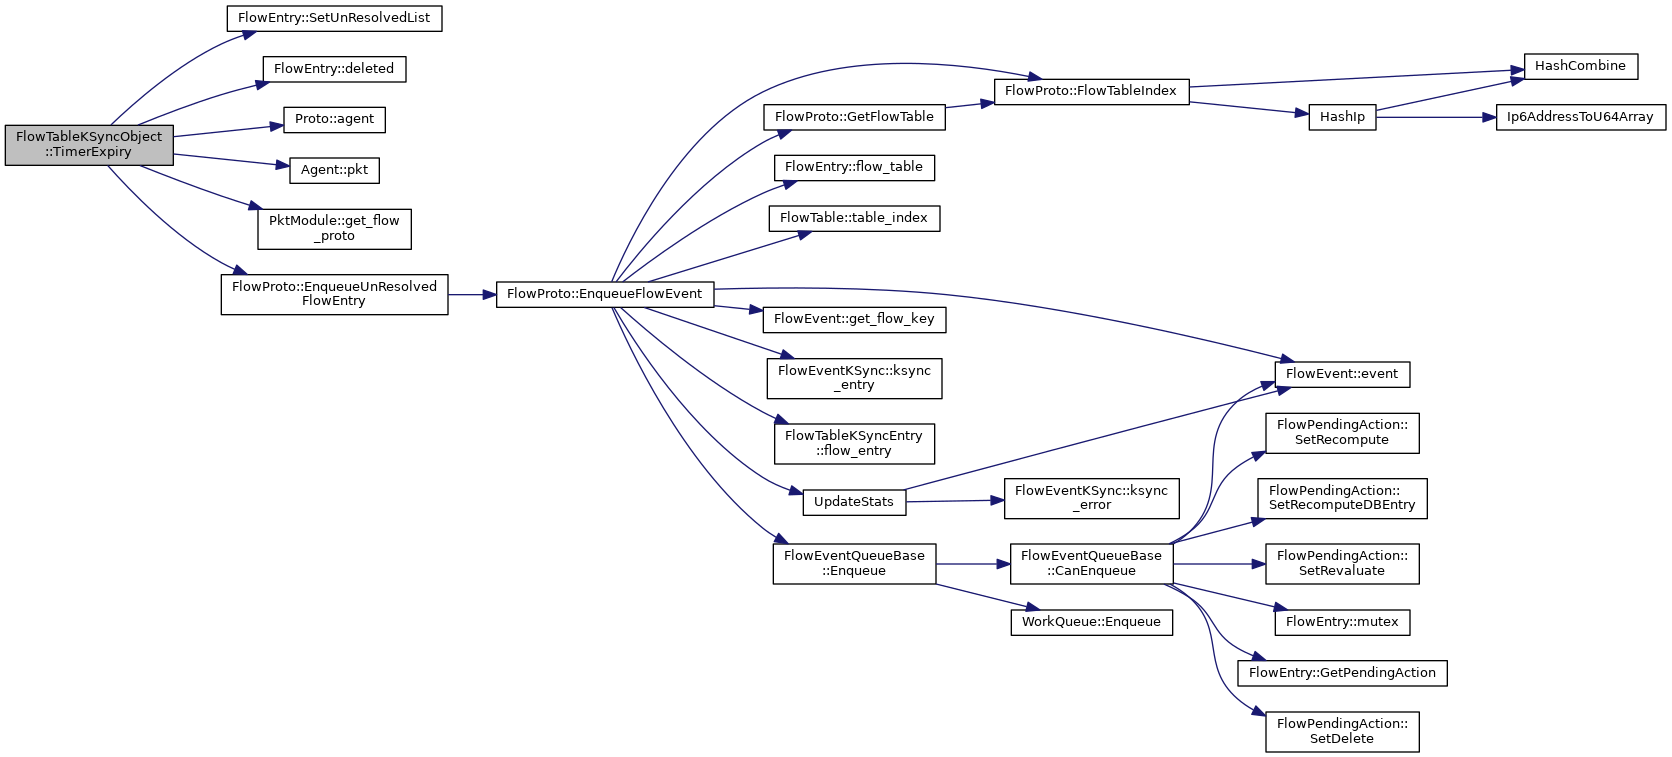 FlowTableKSyncObject
::TimerExpiry
FlowEntry::SetUnResolvedList
FlowEntry::deleted
Proto::agent
Agent::pkt
PktModule::get_flow
_proto
FlowProto::EnqueueUnResolved
FlowEntry
FlowProto::EnqueueFlowEvent
FlowProto::GetFlowTable
FlowEntry::flow_table
FlowTable::table_index
FlowEvent::get_flow_key
FlowEventKSync::ksync
_entry
FlowTableKSyncEntry
::flow_entry
UpdateStats
FlowEventQueueBase
::Enqueue
FlowProto::FlowTableIndex
FlowEventKSync::ksync
_error
FlowEventQueueBase
::CanEnqueue
WorkQueue::Enqueue
HashIp
FlowEvent::event
FlowPendingAction::
SetRecompute
FlowPendingAction::
SetRecomputeDBEntry
FlowPendingAction::
SetRevaluate
FlowEntry::mutex
FlowEntry::GetPendingAction
FlowPendingAction::
SetDelete
HashCombine
Ip6AddressToU64Array